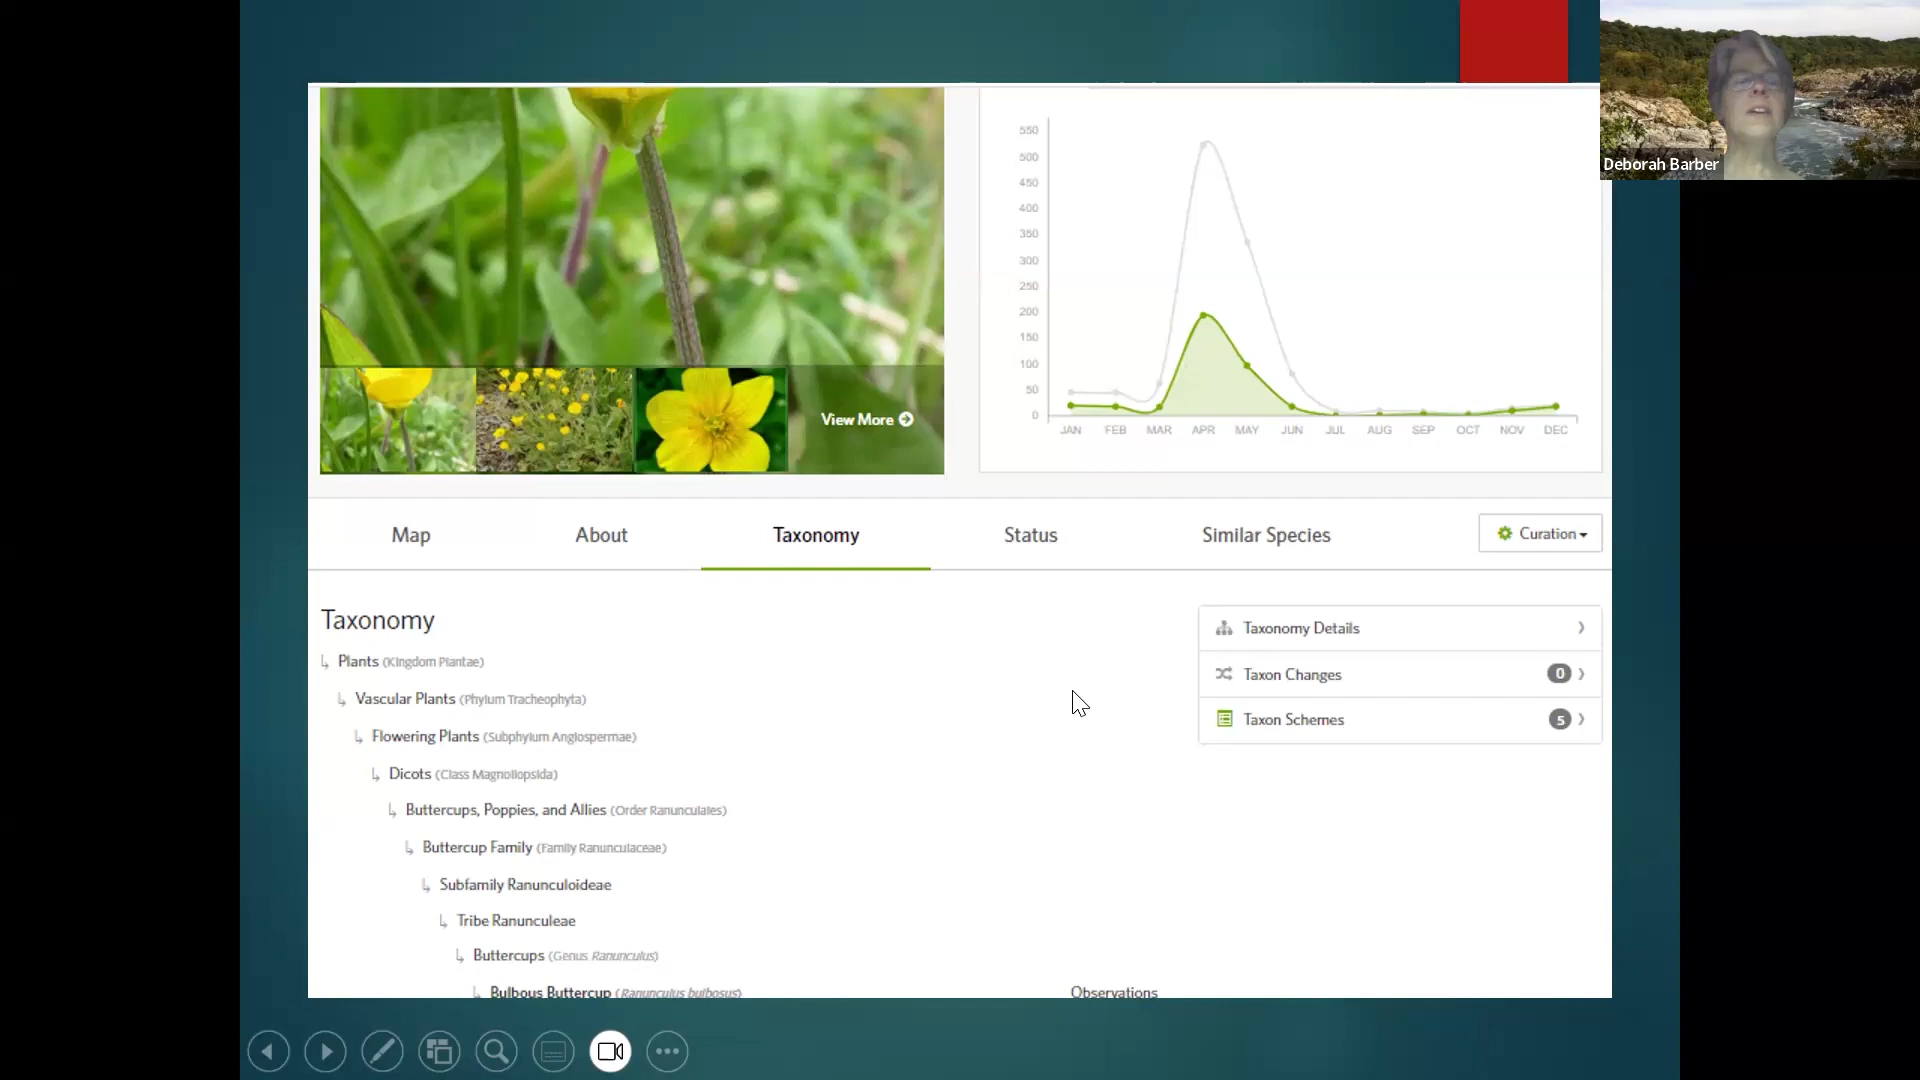 Deborah Barber
550
500
450
400
350
300
250
200
150
100
50
0
JAN FEB MAR APR MAY JUN JUL AUG SEP OCT NOV DEC
View More
Map About Taxonomy Status Similar Species Curation
Taxonomy
Plants (Kingdom Plantae)
Vascular Plants (Phylum Tracheophyta)
Flowering Plants (Subphylum Angiospermae)
Dicots (Class Magnoliopsida)
Buttercups, Poppies, and Allies (Order Ranunculales)
Buttercup Family (Family Ranunculaceae)
Subfamily Ranunculoideae
Tribe Ranunculeae
Buttercups (Genus Ranunculus)
Bulbous Buttercup (Ranunculus bulbosus)
Taxonomy Details
Taxon Changes 0
Taxon Schemes 5
Observations